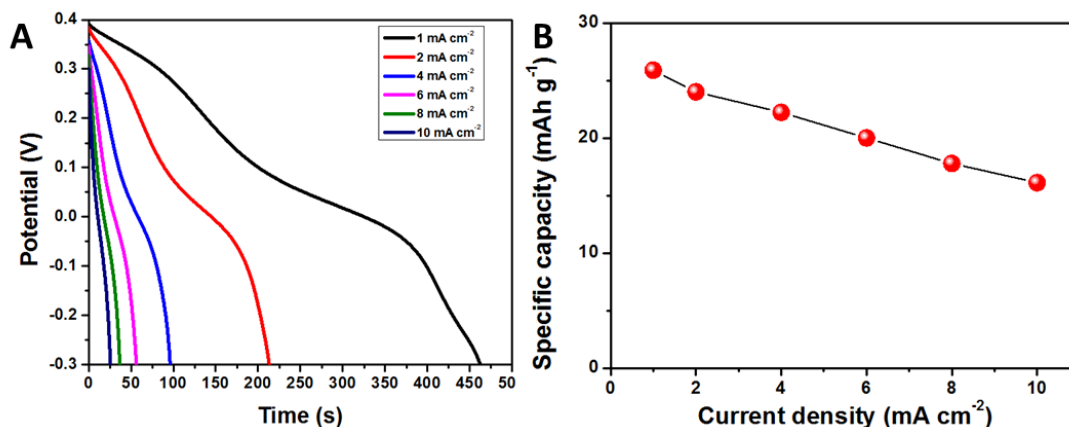 A
0.4
0.3
0.2
0.1
0.0
-0.1
-0.2
-0.3
Potential (V)
1 mA cm⁻²
2 mA cm⁻²
4 mA cm⁻²
6 mA cm⁻²
8 mA cm⁻²
10 mA cm⁻²
0 50 100 150 200 250 300 350 400 450 50
Time (s)
B
30
20
10
0
Specific capacity (mAh g⁻¹)
0 2 4 6 8 10
Current density (mA cm⁻²)